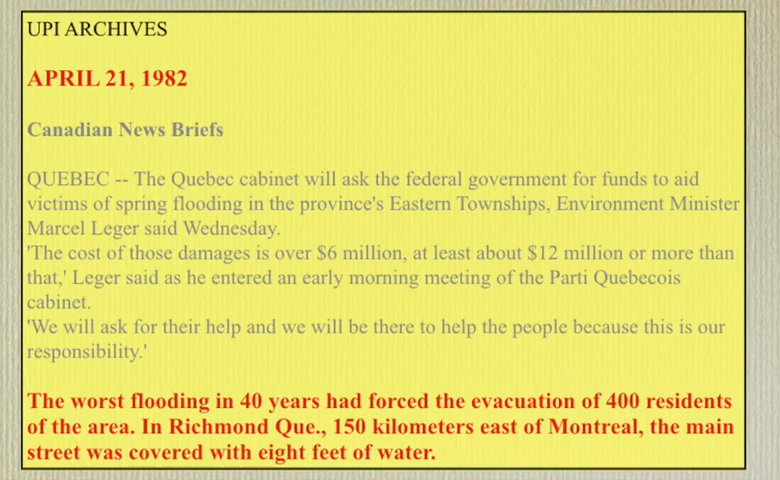 UPI ARCHIVES
APRIL 21, 1982
Canadian News Briefs
QUEBEC -- The Quebec cabinet will ask the federal government for funds to aid
victims of spring flooding in the province's Eastern Townships, Environment Minister
Marcel Leger said Wednesday.
'The cost of those damages is over $6 million, at least about $12 million or more than
that,' Leger said as he entered an early morning meeting of the Parti Quebecois
cabinet.
'We will ask for their help and we will be there to help the people because this is our
responsibility.'
The worst flooding in 40 years had forced the evacuation of 400 residents
of the area. In Richmond Que., 150 kilometers east of Montreal, the main
street was covered with eight feet of water.